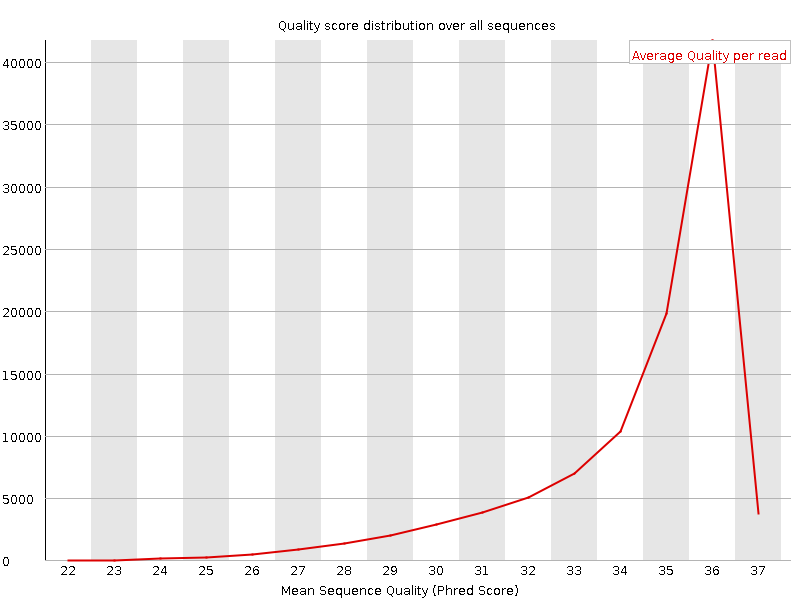 Quality score distribution over all sequences
Average Quality per read
40000
35000
30000
25000
20000
15000
10000
5000
0
22 23 24 25 26 27 28 29 30 31 32 33 34 35 36 37
Mean Sequence Quality (Phred Score)